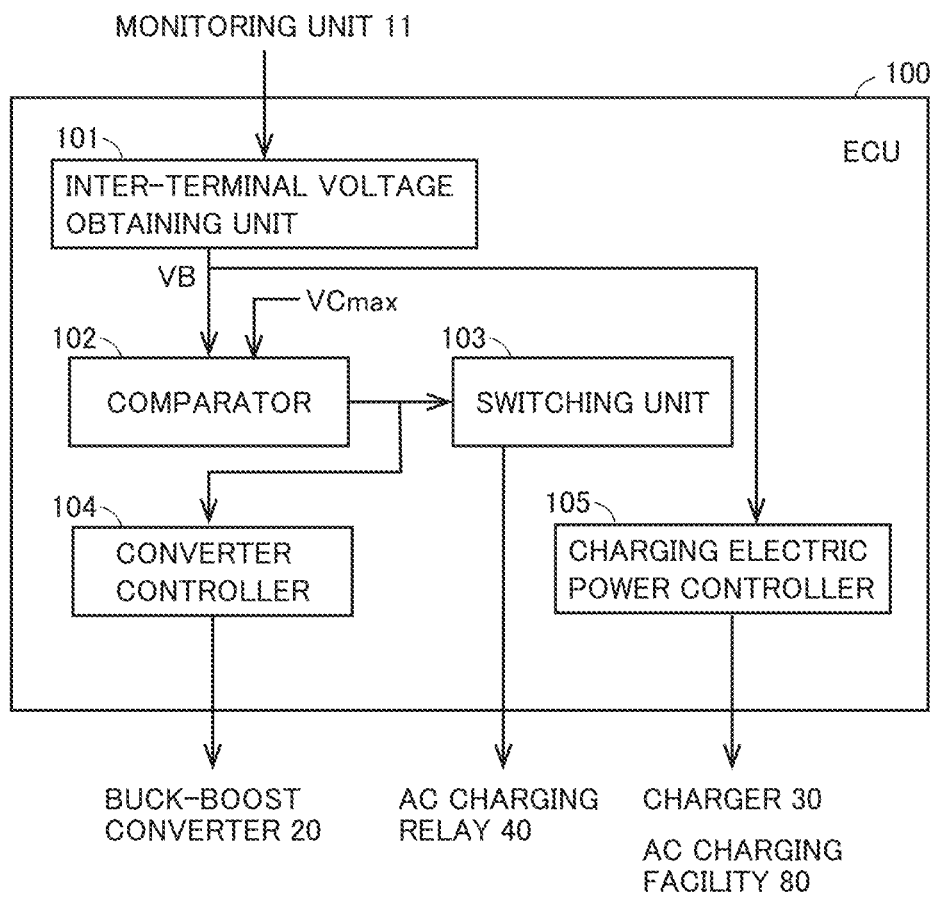 MONITORING UNIT 11
100
ECU
101
INTER-TERMINAL VOLTAGE
OBTAINING UNIT
VB
VCmax
102
COMPARATOR
103
SWITCHING UNIT
104
CONVERTER
CONTROLLER
105
CHARGING ELECTRIC
POWER CONTROLLER
BUCK-BOOST
CONVERTER 20
AC CHARGING
RELAY 40
CHARGER 30
AC CHARGING
FACILITY 80